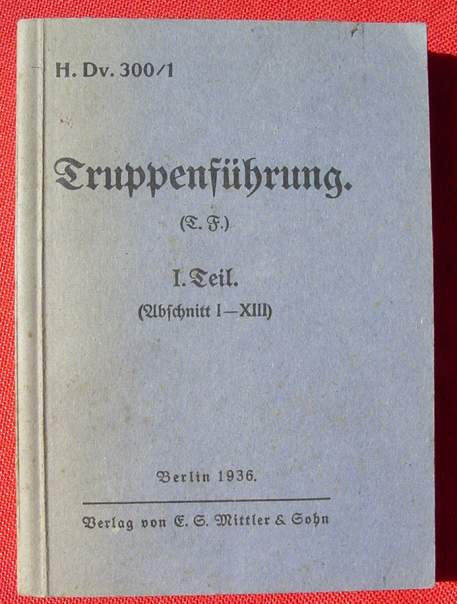 H. Dv. 300/1
Truppenführung.
(T. F.)
I. Teil.
(Abschnitt I—XIII)
Berlin 1936.
Verlag von E. S. Mittler & Sohn